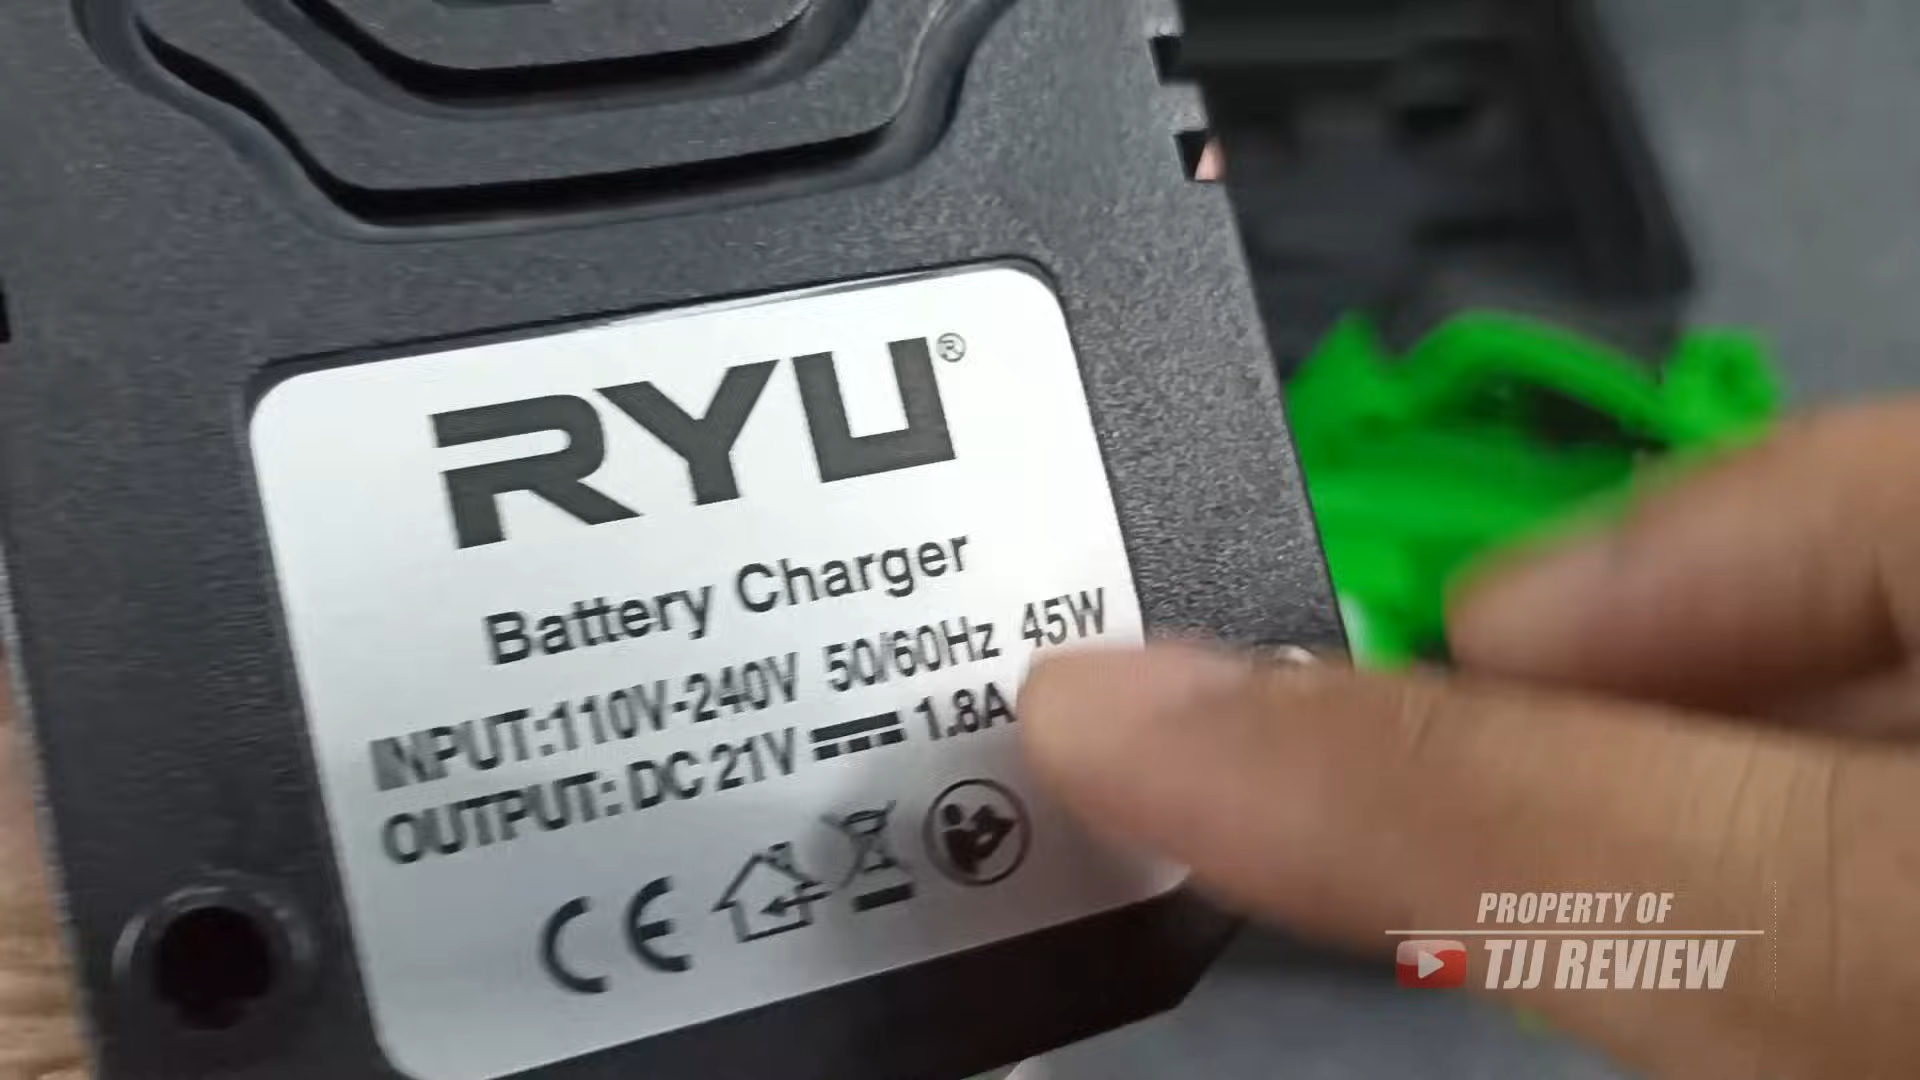 RYU®
Battery Charger
INPUT:110V-240V 50/60Hz 45W
OUTPUT: DC 21V 1.8A
CE
PROPERTY OF
TJJ REVIEW